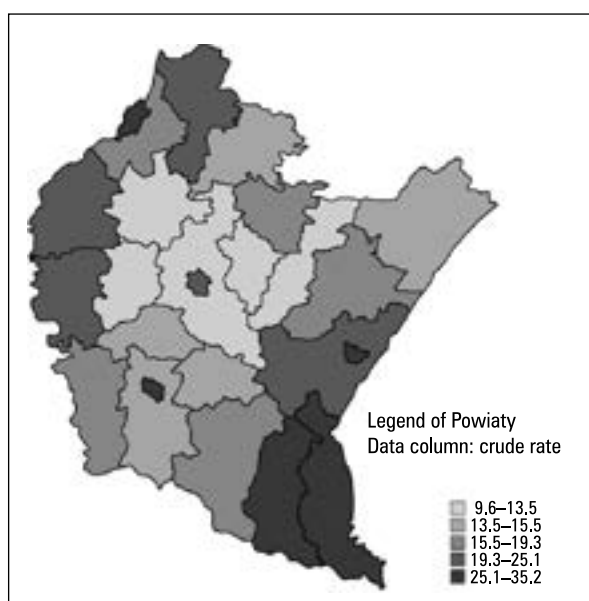 Legend of Powiaty
Data column: crude rate
9.6–13.5
13.5–15.5
15.5–19.3
19.3–25.1
25.1–35.2